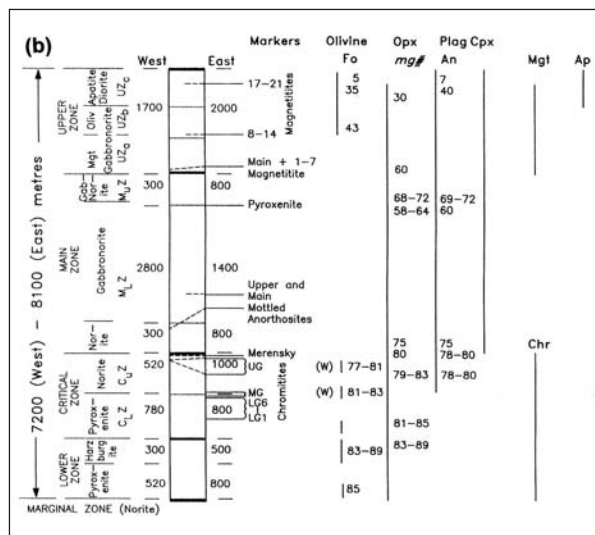 (b)
Markers Olivine Opx Plag Cpx
West East Fo mg# An Mgt Ap
7200 (West) – 8100 (East) metres
UPPER ZONE
Apatite Diorite UZc
Oliv UZb
Mgt Gabbronorite UZa
1700 2000
17–21
8–14
Magnetitites
Main + 1–7
Magnetitite
5 7
35 40
30
43
60
Gab-
Nor-
ite
MuZ
300 800
Pyroxenite
68–72 69–72
58–64 60
MAIN ZONE
Gabbronorite
MLZ
2800 1400
Upper and
Main
Mottled
Anorthosites
Nor-
ite
300 800
75 75 Chr
Merensky 80 78–80
CRITICAL ZONE
Norite CuZ
520 1000
UG (W) 77–81
79–83 78–80
MG (W) 81–83
LG6
LG1
Chromitites
Pyrox-
enite
CLZ
780 800
81–85
LOWER ZONE
Harz
burg
ite
300 500
83–89 83–89
Pyrox-
enite
520 800
85
MARGINAL ZONE (Norite)